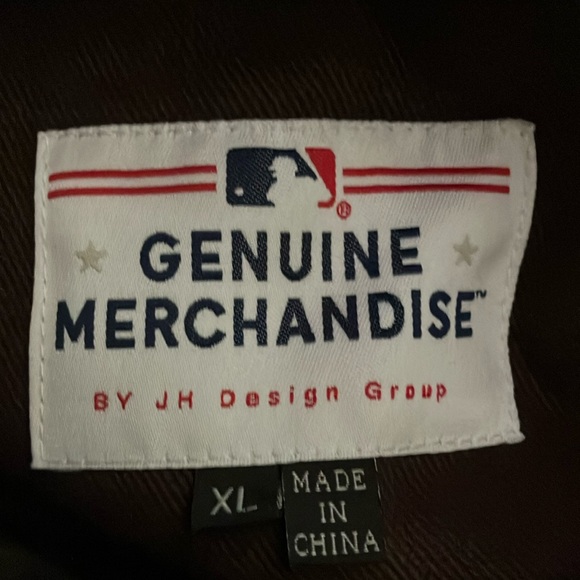 ®
GENUINE
MERCHANDISE™
BY JH Design Group
XL
MADE
IN
CHINA